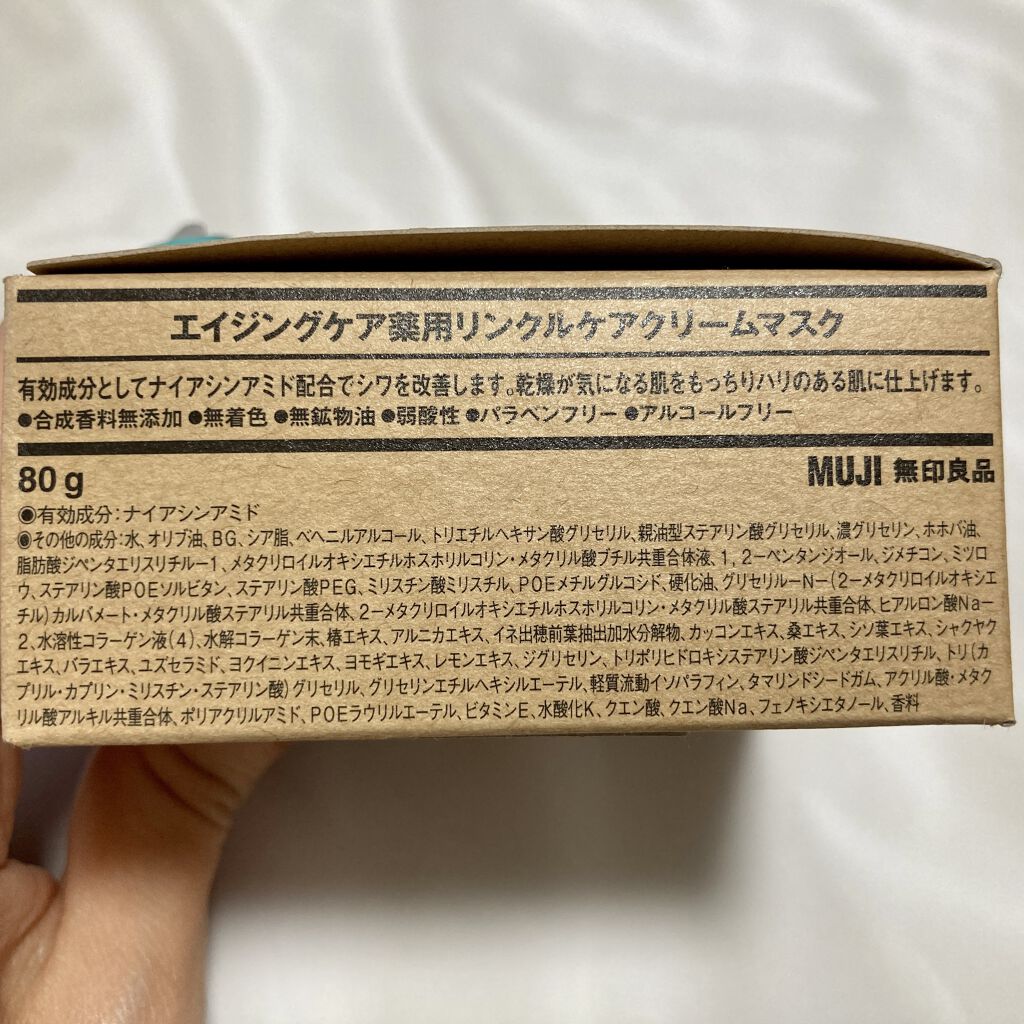 エイジングケア薬用リンクルケアクリームマスク
有効成分としてナイアシンアミド配合でシワを改善します。乾燥が気になる肌をもっちりハリのある肌に仕上げます。
●合成香料無添加 ●無着色 ●無鉱物油 ●弱酸性 ●パラベンフリー ●アルコールフリー
80g
MUJI 無印良品
◉有効成分：ナイアシンアミド
◉その他の成分：水、オリブ油、BG、シア脂、ベヘニルアルコール、トリエチルヘキサン酸グリセリル、親油型ステアリン酸グリセリル、濃グリセリン、ホホバ油、
脂肪酸ジペンタエリスリチル－1、メタクリロイルオキシエチルホスホリルコリン・メタクリル酸ブチル共重合体液、1，2－ペンタンジオール、ジメチコン、ミツロ
ウ、ステアリン酸POEソルビタン、ステアリン酸PEG、ミリスチン酸ミリスチル、POEメチルグルコシド、硬化油、グリセリル－N－(2－メタクリロイルオキシエ
チル)カルバメート・メタクリル酸ステアリル共重合体、2－メタクリロイルオキシエチルホスホリルコリン・メタクリル酸ステアリル共重合体、ヒアルロン酸Na－
2、水溶性コラーゲン液(4)、水解コラーゲン末、椿エキス、アルニカエキス、イネ出穂前葉抽出加水分解物、カッコンエキス、桑エキス、シソ葉エキス、シャクヤク
エキス、バラエキス、ユズセラミド、ヨクイニンエキス、ヨモギエキス、レモンエキス、ジグリセリン、トリポリヒドロキシステアリン酸ジペンタエリスリチル、トリ(カ
プリル・カプリン・ミリスチン・ステアリン酸)グリセリル、グリセリンエチルヘキシルエーテル、軽質流動イソパラフィン、タマリンドシードガム、アクリル酸・メタク
リル酸アルキル共重合体、ポリアクリルアミド、POEラウリルエーテル、ビタミンE、水酸化K、クエン酸、クエン酸Na、フェノキシエタノール、香料